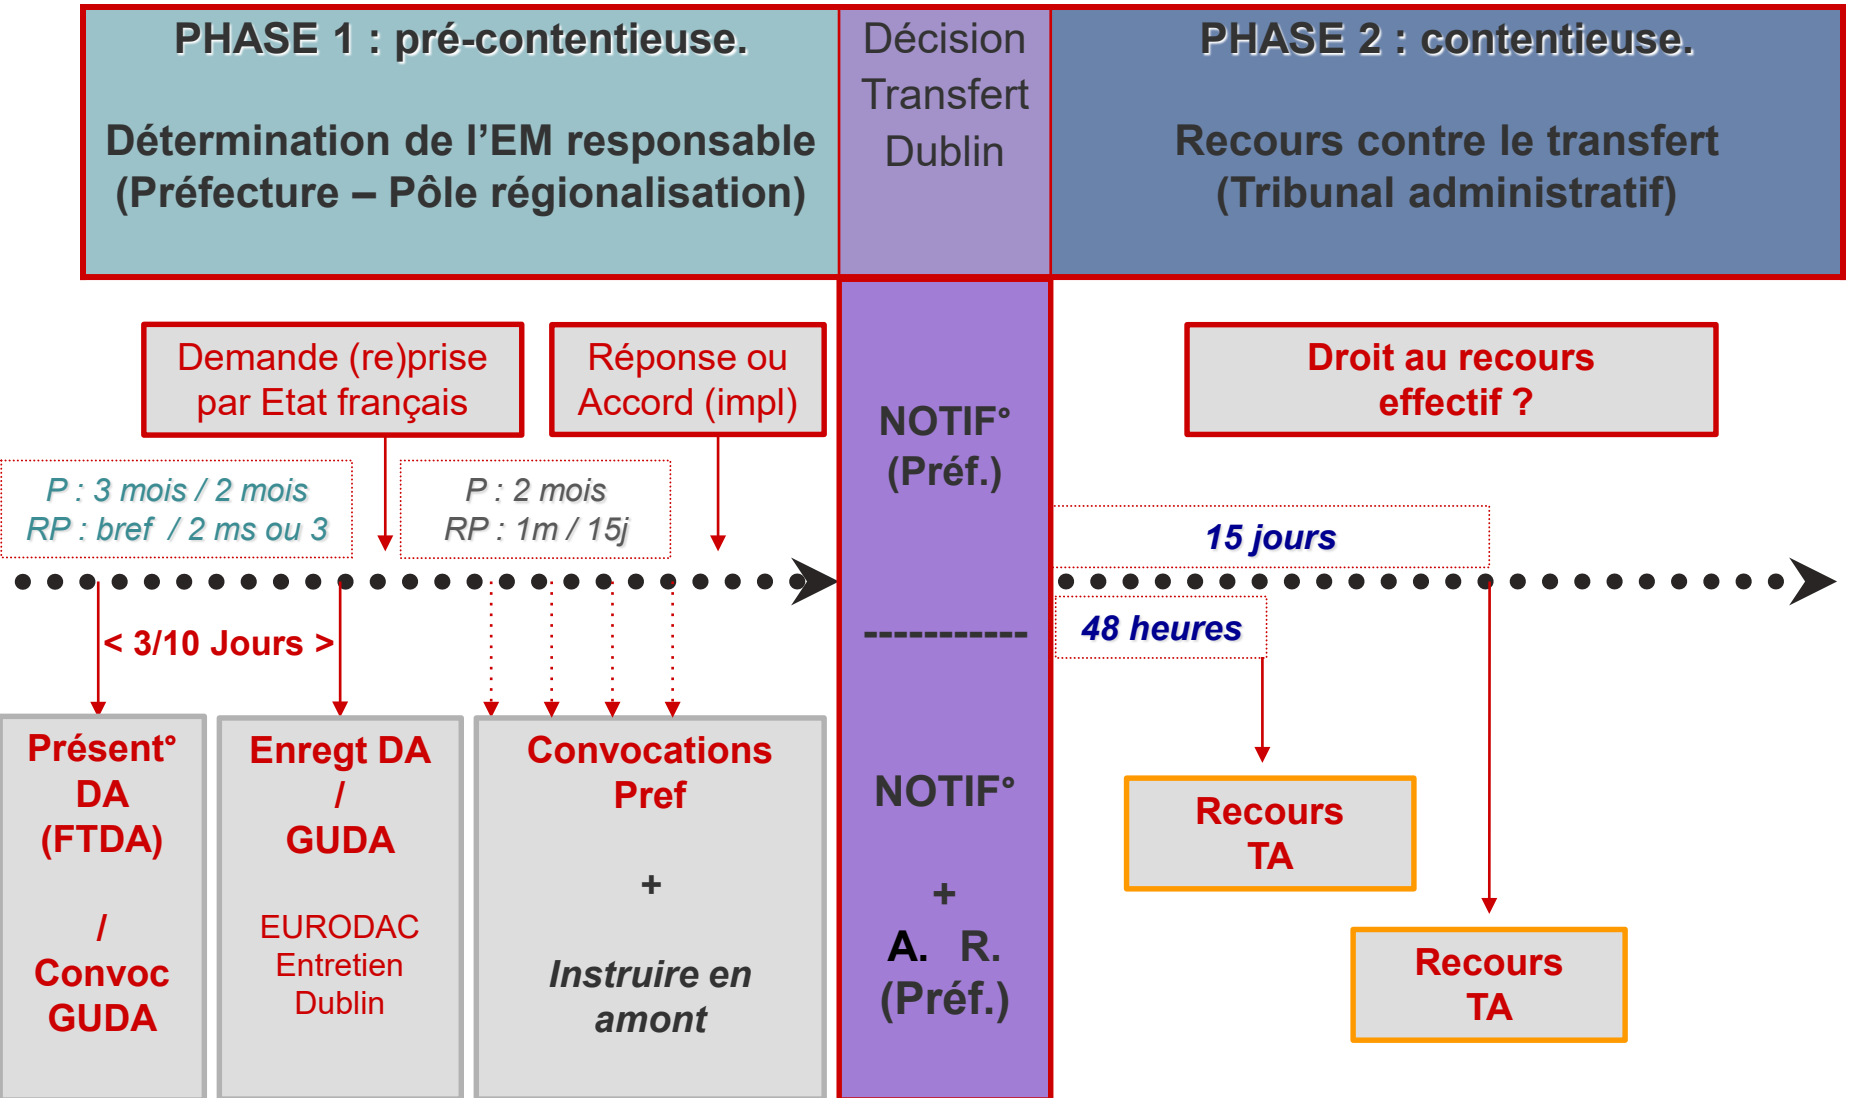 PHASE 1 : pré-contentieuse.
Détermination de l’EM responsable
(Préfecture – Pôle régionalisation)
Décision
Transfert
Dublin
PHASE 2 : contentieuse.
Recours contre le transfert
(Tribunal administratif)
Demande (re)prise
par Etat français
Réponse ou
Accord (impl)
NOTIF°
(Préf.)
Droit au recours
effectif ?
P : 3 mois / 2 mois
RP : bref / 2 ms ou 3
P : 2 mois
RP : 1m / 15j
15 jours
< 3/10 Jours >
-----------
48 heures
Présent°
DA
(FTDA)
/
Convoc
GUDA
Enregt DA
/
GUDA
EURODAC
Entretien
Dublin
Convocations
Pref
+
Instruire en
amont
NOTIF°
+
A. R.
(Préf.)
Recours
TA
Recours
TA